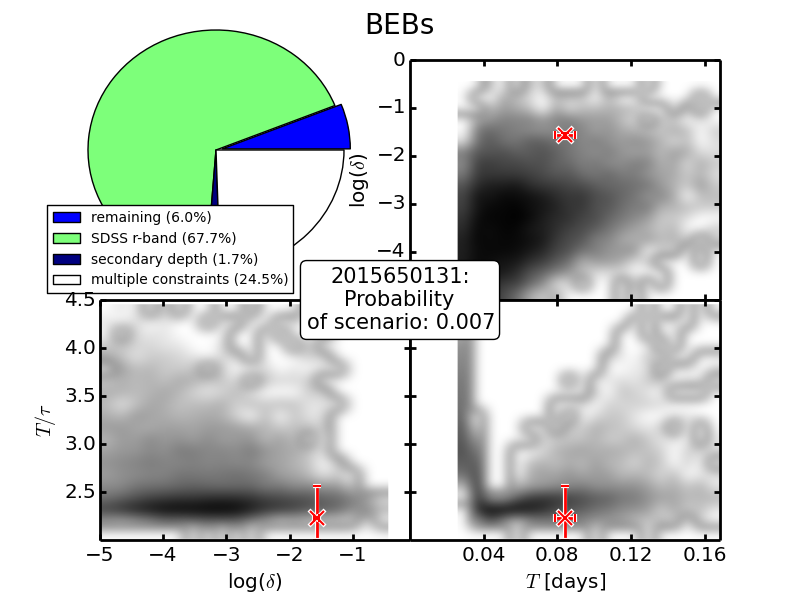 BEBs
remaining (6.0%)
SDSS r-band (67.7%)
secondary depth (1.7%)
multiple constraints (24.5%)
0
−1
−2
−3
−4
log(δ)
2015650131:
Probability
of scenario: 0.007
4.5
4.0
3.5
3.0
2.5
T/τ
−5 −4 −3 −2 −1
log(δ)
0.04 0.08 0.12 0.16
T [days]